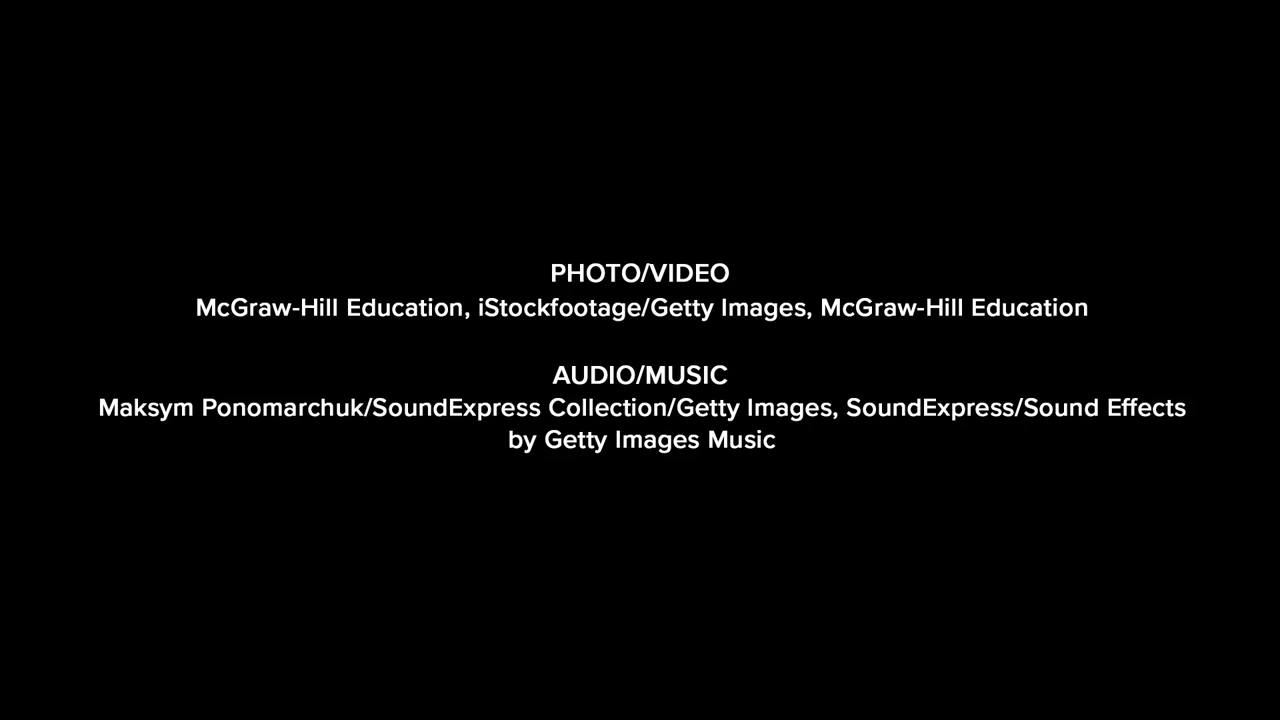 PHOTO/VIDEO
McGraw-Hill Education, iStockfootage/Getty Images, McGraw-Hill Education
AUDIO/MUSIC
Maksym Ponomarchuk/SoundExpress Collection/Getty Images, SoundExpress/Sound Effects
by Getty Images Music